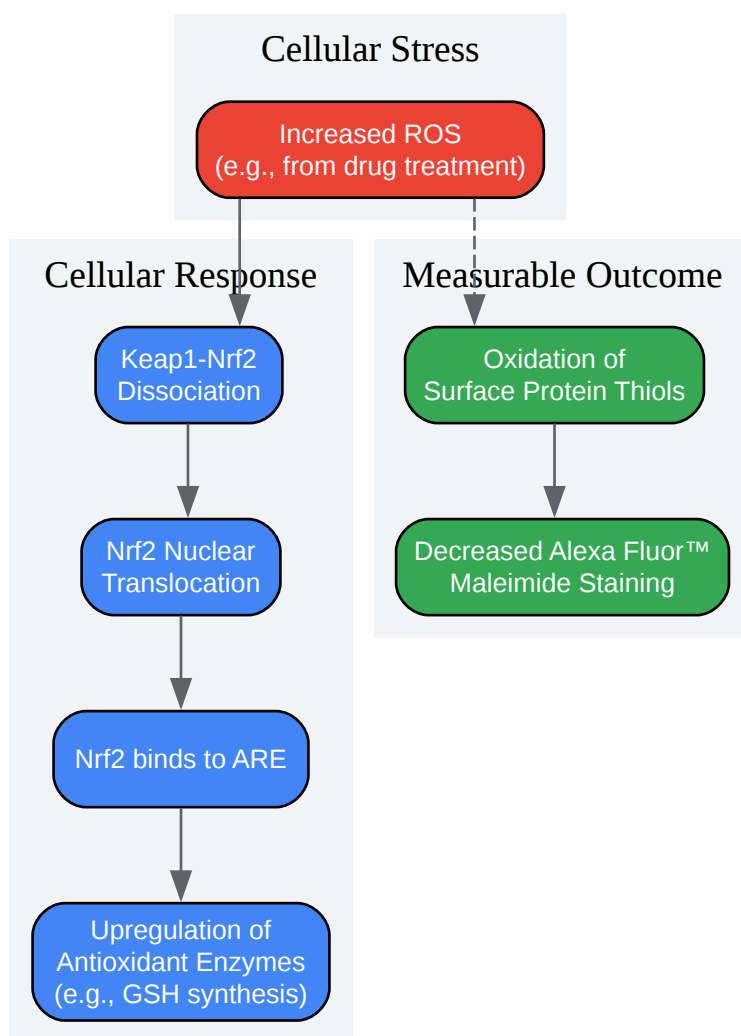 Cellular Stress
Increased ROS
(e.g., from drug treatment)
Cellular Response
Keap1-Nrf2
Dissociation
Nrf2 Nuclear
Translocation
Nrf2 binds to ARE
Upregulation of
Antioxidant Enzymes
(e.g., GSH synthesis)
Measurable Outcome
Oxidation of
Surface Protein Thiols
Decreased Alexa Fluor™
Maleimide Staining